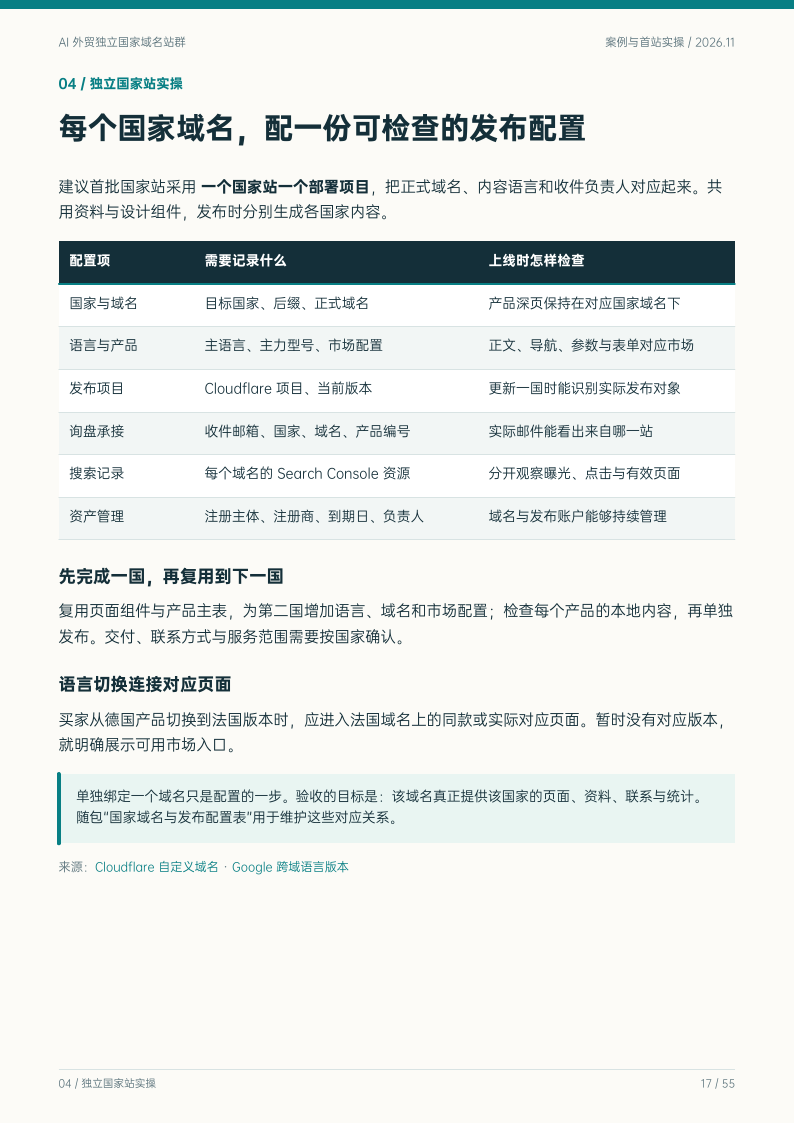 AI 外贸独立国家域名站群
案例与首站实操 / 2026.11
04 / 独立国家站实操
每个国家域名，配一份可检查的发布配置
建议首批国家站采用 一个国家站一个部署项目，把正式域名、内容语言和收件负责人对应起来。共
用资料与设计组件，发布时分别生成各国家内容。
配置项 需要记录什么 上线时怎样检查
国家与域名 目标国家、后缀、正式域名 产品深页保持在对应国家域名下
语言与产品 主语言、主力型号、市场配置 正文、导航、参数与表单对应市场
发布项目 Cloudflare 项目、当前版本 更新一国时能识别实际发布对象
询盘承接 收件邮箱、国家、域名、产品编号 实际邮件能看出来自哪一站
搜索记录 每个域名的 Search Console 资源 分开观察曝光、点击与有效页面
资产管理 注册主体、注册商、到期日、负责人 域名与发布账户能够持续管理
先完成一国，再复用到下一国
复用页面组件与产品主表，为第二国增加语言、域名和市场配置；检查每个产品的本地内容，再单独
发布。交付、联系方式与服务范围需要按国家确认。
语言切换连接对应页面
买家从德国产品切换到法国版本时，应进入法国域名上的同款或实际对应页面。暂时没有对应版本，
就明确展示可用市场入口。
单独绑定一个域名只是配置的一步。验收的目标是：该域名真正提供该国家的页面、资料、联系与统计。
随包“国家域名与发布配置表”用于维护这些对应关系。
来源：Cloudflare 自定义域名 · Google 跨域语言版本
04 / 独立国家站实操
17 / 55